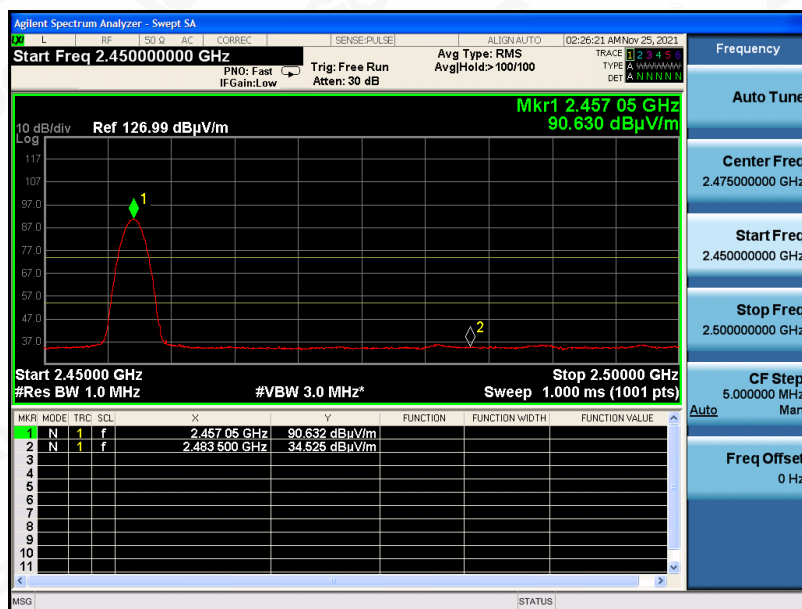 Agilent Spectrum Analyzer - Swept SA
LXI L RF 50 Ω AC CORREC SENSE:PULSE ALIGN AUTO 02:26:21 AM Nov 25, 2021
Start Freq 2.450000000 GHz
PNO: Fast
IFGain:Low
Trig: Free Run
Atten: 30 dB
Avg Type: RMS
Avg|Hold:>100/100
TRACE 1 2 3 4 5 6
TYPE A WWWWW
DET A N N N N N
Mkr1 2.457 05 GHz
90.630 dBµV/m
10 dB/div Ref 126.99 dBµV/m
Log
117
107
97.0
87.0
77.0
67.0
57.0
47.0
37.0
1
2
Start 2.45000 GHz Stop 2.50000 GHz
#Res BW 1.0 MHz #VBW 3.0 MHz* Sweep 1.000 ms (1001 pts)
MKR MODE TRC SCL X Y FUNCTION FUNCTION WIDTH FUNCTION VALUE
1 N 1 f 2.457 05 GHz 90.632 dBµV/m
2 N 1 f 2.483 500 GHz 34.525 dBµV/m
3
4
5
6
7
8
9
10
11
MSG STATUS
Frequency
Auto Tune
Center Freq
2.475000000 GHz
Start Freq
2.450000000 GHz
Stop Freq
2.500000000 GHz
CF Step
5.000000 MHz
Auto Man
Freq Offset
0 Hz